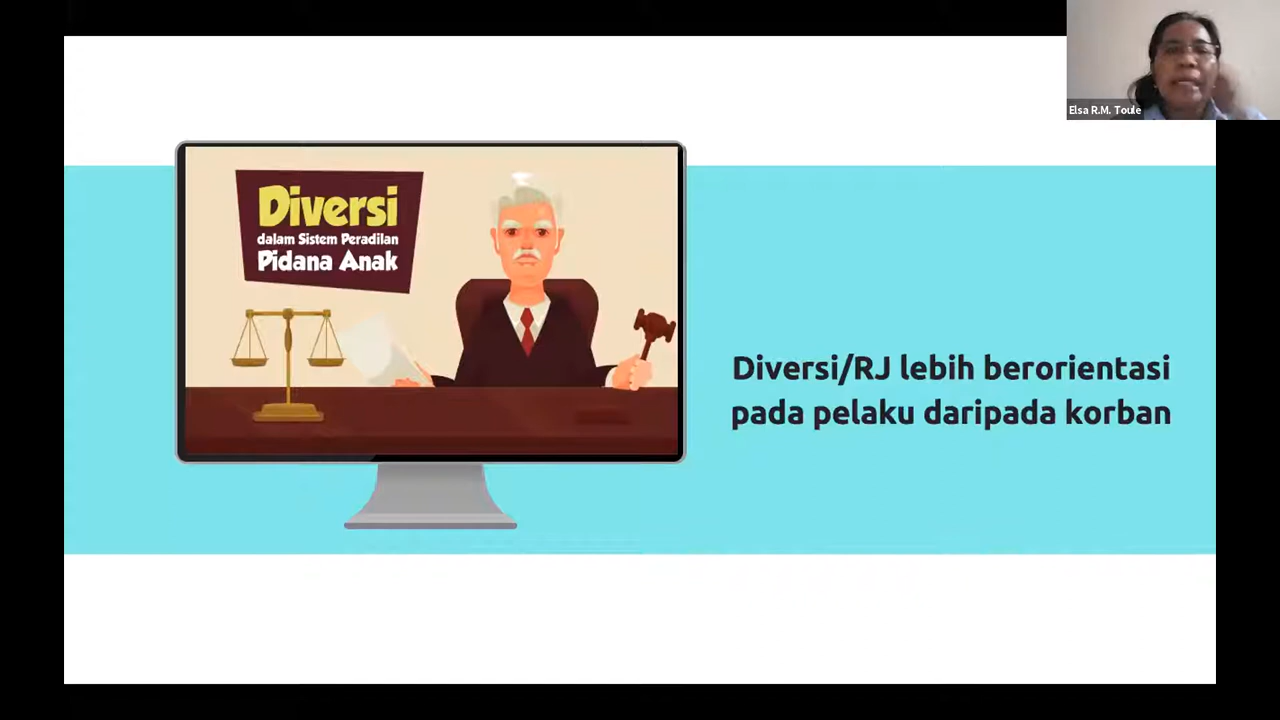 Elsa R.M. Toule
Diversi
dalam Sistem Peradilan
Pidana Anak
Diversi/RJ lebih berorientasi
pada pelaku daripada korban